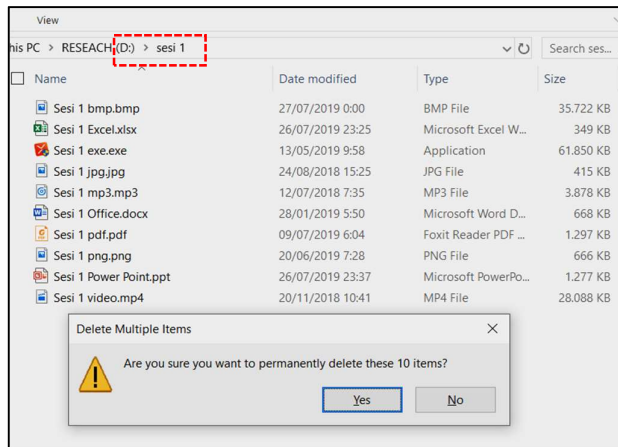 View
his PC > RESEACH (D:) > sesi 1
Search ses...
Name Date modified Type Size
Sesi 1 bmp.bmp 27/07/2019 0:00 BMP File 35.722 KB
Sesi 1 Excel.xlsx 26/07/2019 23:25 Microsoft Excel W... 349 KB
Sesi 1 exe.exe 13/05/2019 9:58 Application 61.850 KB
Sesi 1 jpg.jpg 24/08/2018 15:25 JPG File 415 KB
Sesi 1 mp3.mp3 12/07/2018 7:35 MP3 File 3.878 KB
Sesi 1 Office.docx 28/01/2019 5:50 Microsoft Word D... 668 KB
Sesi 1 pdf.pdf 09/07/2019 6:04 Foxit Reader PDF ... 1.297 KB
Sesi 1 png.png 20/06/2019 7:28 PNG File 666 KB
Sesi 1 Power Point.ppt 26/07/2019 23:37 Microsoft PowerPo... 1.277 KB
Sesi 1 video.mp4 20/11/2018 10:41 MP4 File 28.088 KB
Delete Multiple Items
Are you sure you want to permanently delete these 10 items?
Yes No